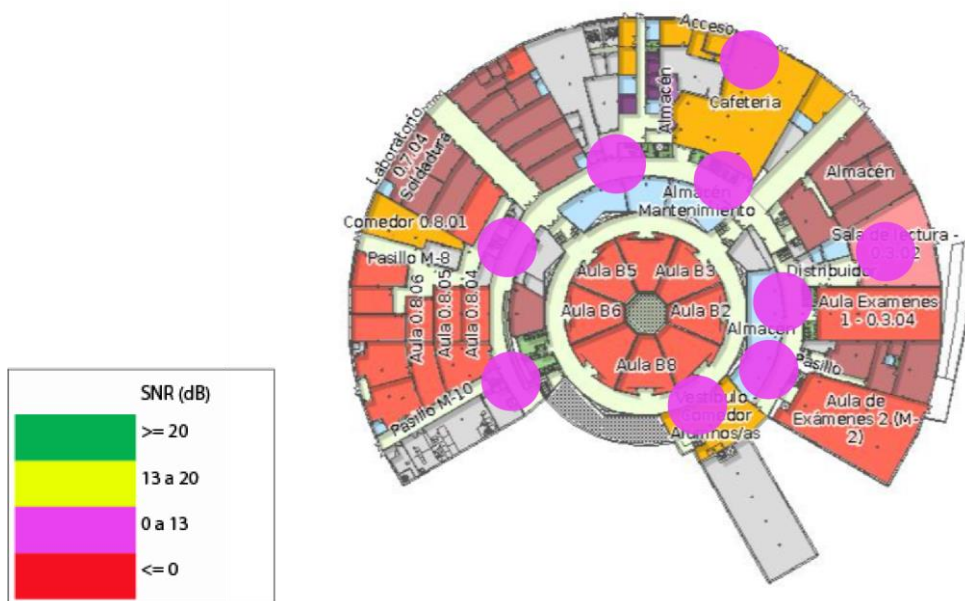 Acceso
Cafetería
Almacén
Laboratorio
0.7.04
Soldadura
Almacén
Mantenimiento
Almacén
Comedor 0.8.01
Sala de lectura -
0.3.02
Pasillo M-8
Aula B5
Aula B3
Distribuidor
Aula 0.8.06
Aula 0.8.05
Aula 0.8.04
Aula B6
Aula B2
Aula Exámenes
1 - 0.3.04
Almacén
Aula B8
Pasillo
Pasillo M-10
Vestíbulo -
Comedor
Alumnos/as
Aula de
Exámenes 2 (M-
2)
SNR (dB)
>= 20
13 a 20
0 a 13
<= 0